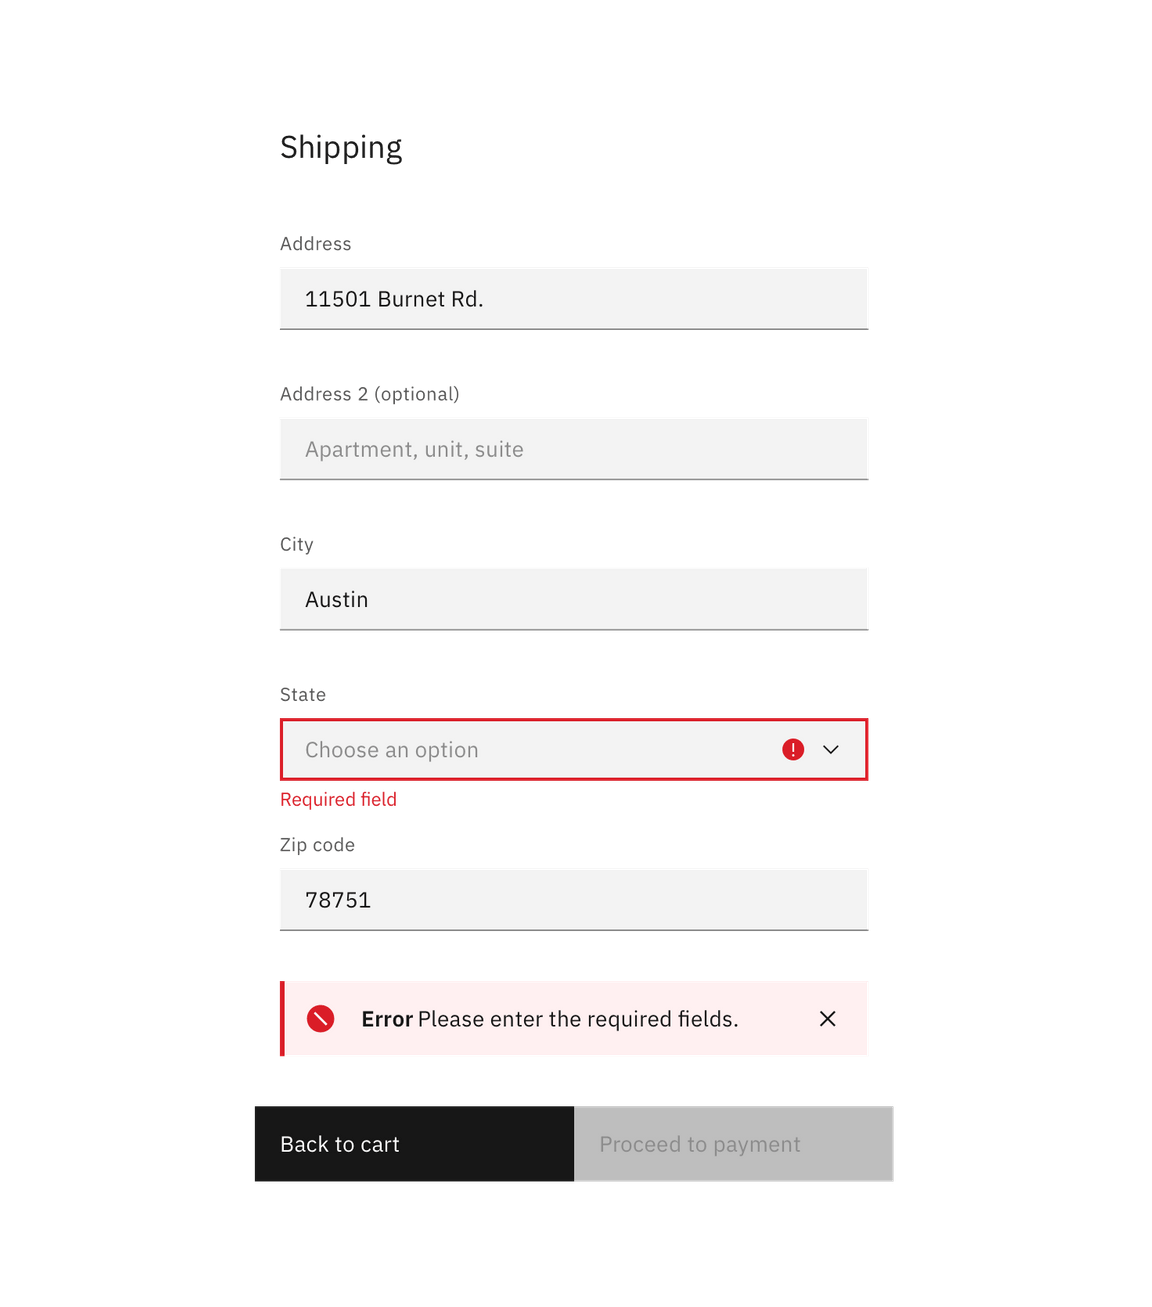 Shipping
Address
11501 Burnet Rd.
Address 2 (optional)
Apartment, unit, suite
City
Austin
State
Choose an option
Required field
Zip code
78751
Error Please enter the required fields.
Back to cart
Proceed to payment